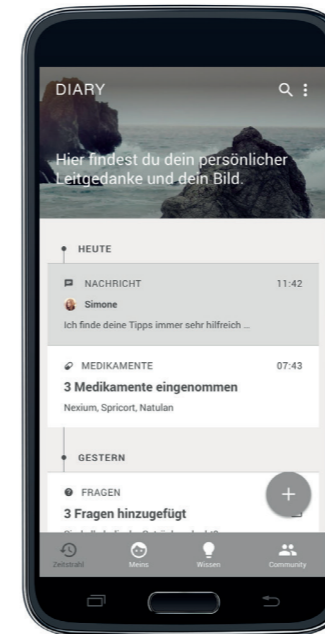 DIARY
Hier findest du dein persönlicher
Leitgedanke und dein Bild.
HEUTE
NACHRICHT 11:42
Simone
Ich finde deine Tipps immer sehr hilfreich ...
MEDIKAMENTE 07:43
3 Medikamente eingenommen
Nexium, Spricort, Natulan
GESTERN
FRAGEN
3 Fragen hinzugefügt
Zeitstrahl Meins Wissen Community